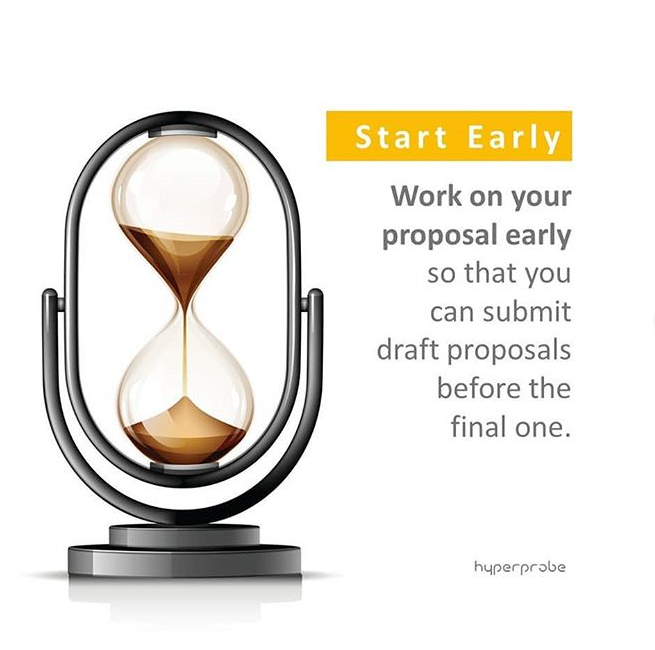 Start Early
Work on your
proposal early
so that you
can submit
draft proposals
before the
final one.
hyperprobe